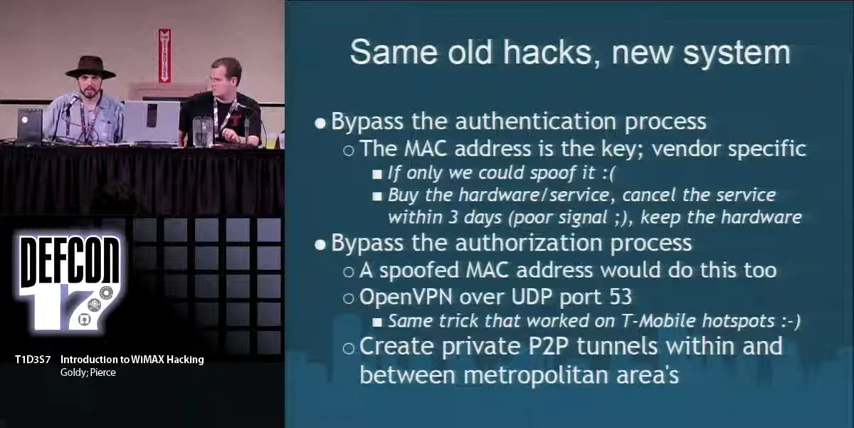 Same old hacks, new system
● Bypass the authentication process
○ The MAC address is the key; vendor specific
■ If only we could spoof it :(
■ Buy the hardware/service, cancel the service
within 3 days (poor signal ;), keep the hardware
● Bypass the authorization process
○ A spoofed MAC address would do this too
○ OpenVPN over UDP port 53
■ Same trick that worked on T-Mobile hotspots :-)
○ Create private P2P tunnels within and
between metropolitan area's
DEFCON
17
T1D3S7 Introduction to WiMAX Hacking
Goldy; Pierce